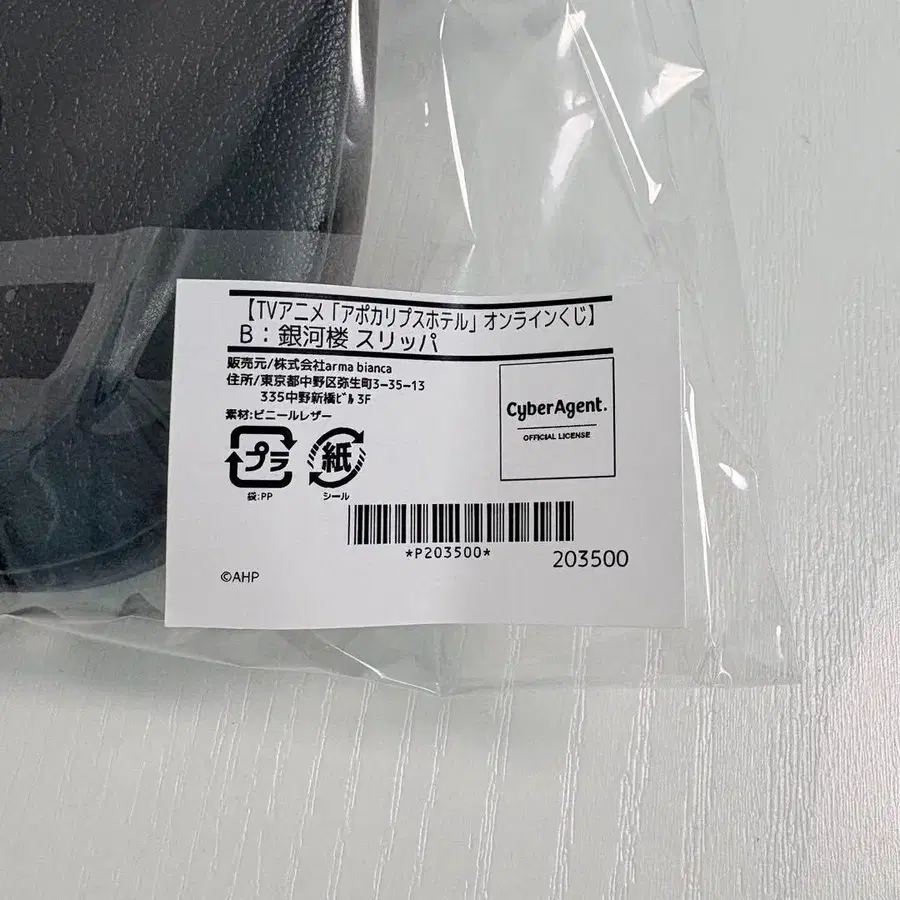 【TVアニメ「アポカリプスホテル」オンラインくじ】
B：銀河楼 スリッパ
販売元/株式会社arma bianca
住所/東京都中野区弥生町3-35-13
335中野新橋ﾋﾞﾙ 3F
素材:ビニールレザー
CyberAgent.
OFFICIAL LICENSE
プラ
紙
袋:PP
シール
*P203500*
203500
©AHP